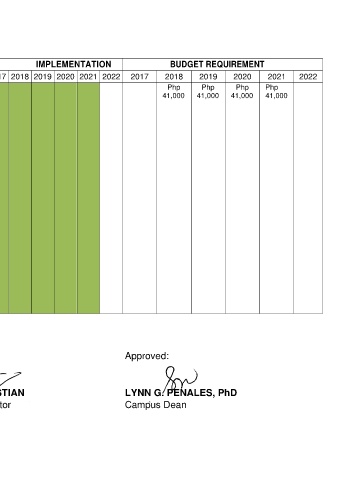 IMPLEMENTATION BUDGET REQUIREMENT
7 2018 2019 2020 2021 2022 2017 2018 2019 2020 2021 2022
Php Php Php Php
41,000 41,000 41,000 41,000
Approved:
STIAN LYNN G. PENALES, PhD
tor Campus Dean